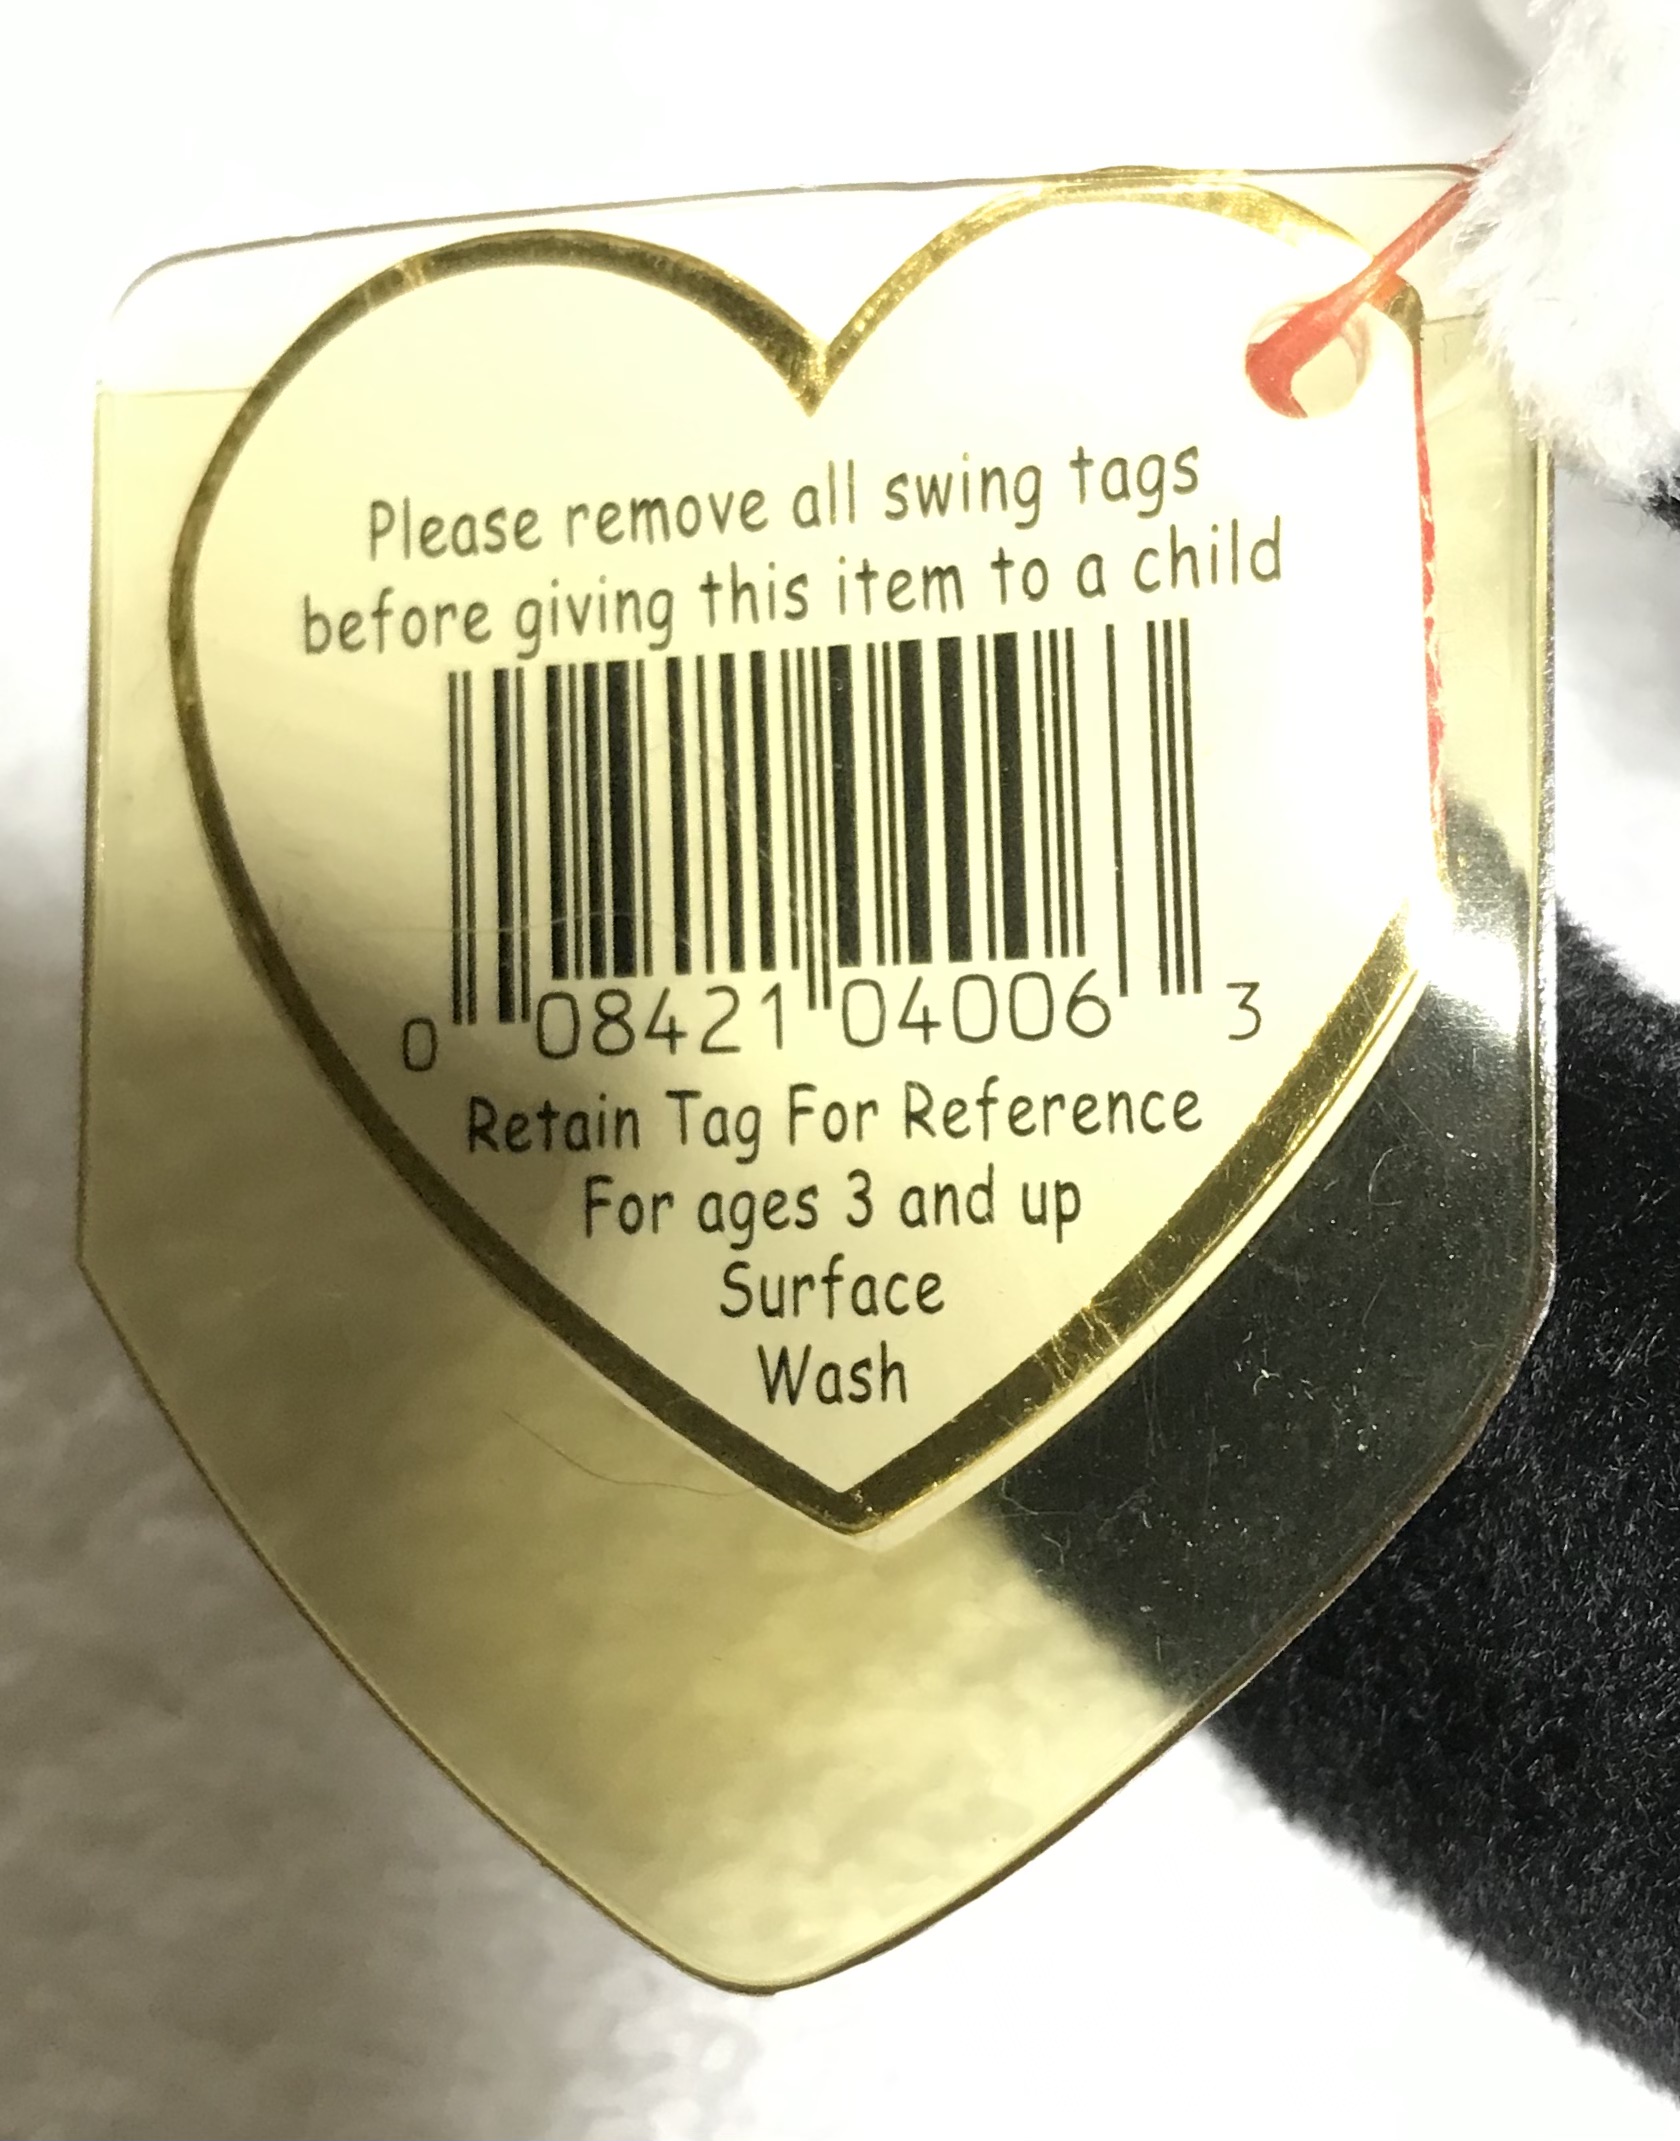 Please remove all swing tags
before giving this item to a child
0 08421 04006 3
Retain Tag For Reference
For ages 3 and up
Surface
Wash